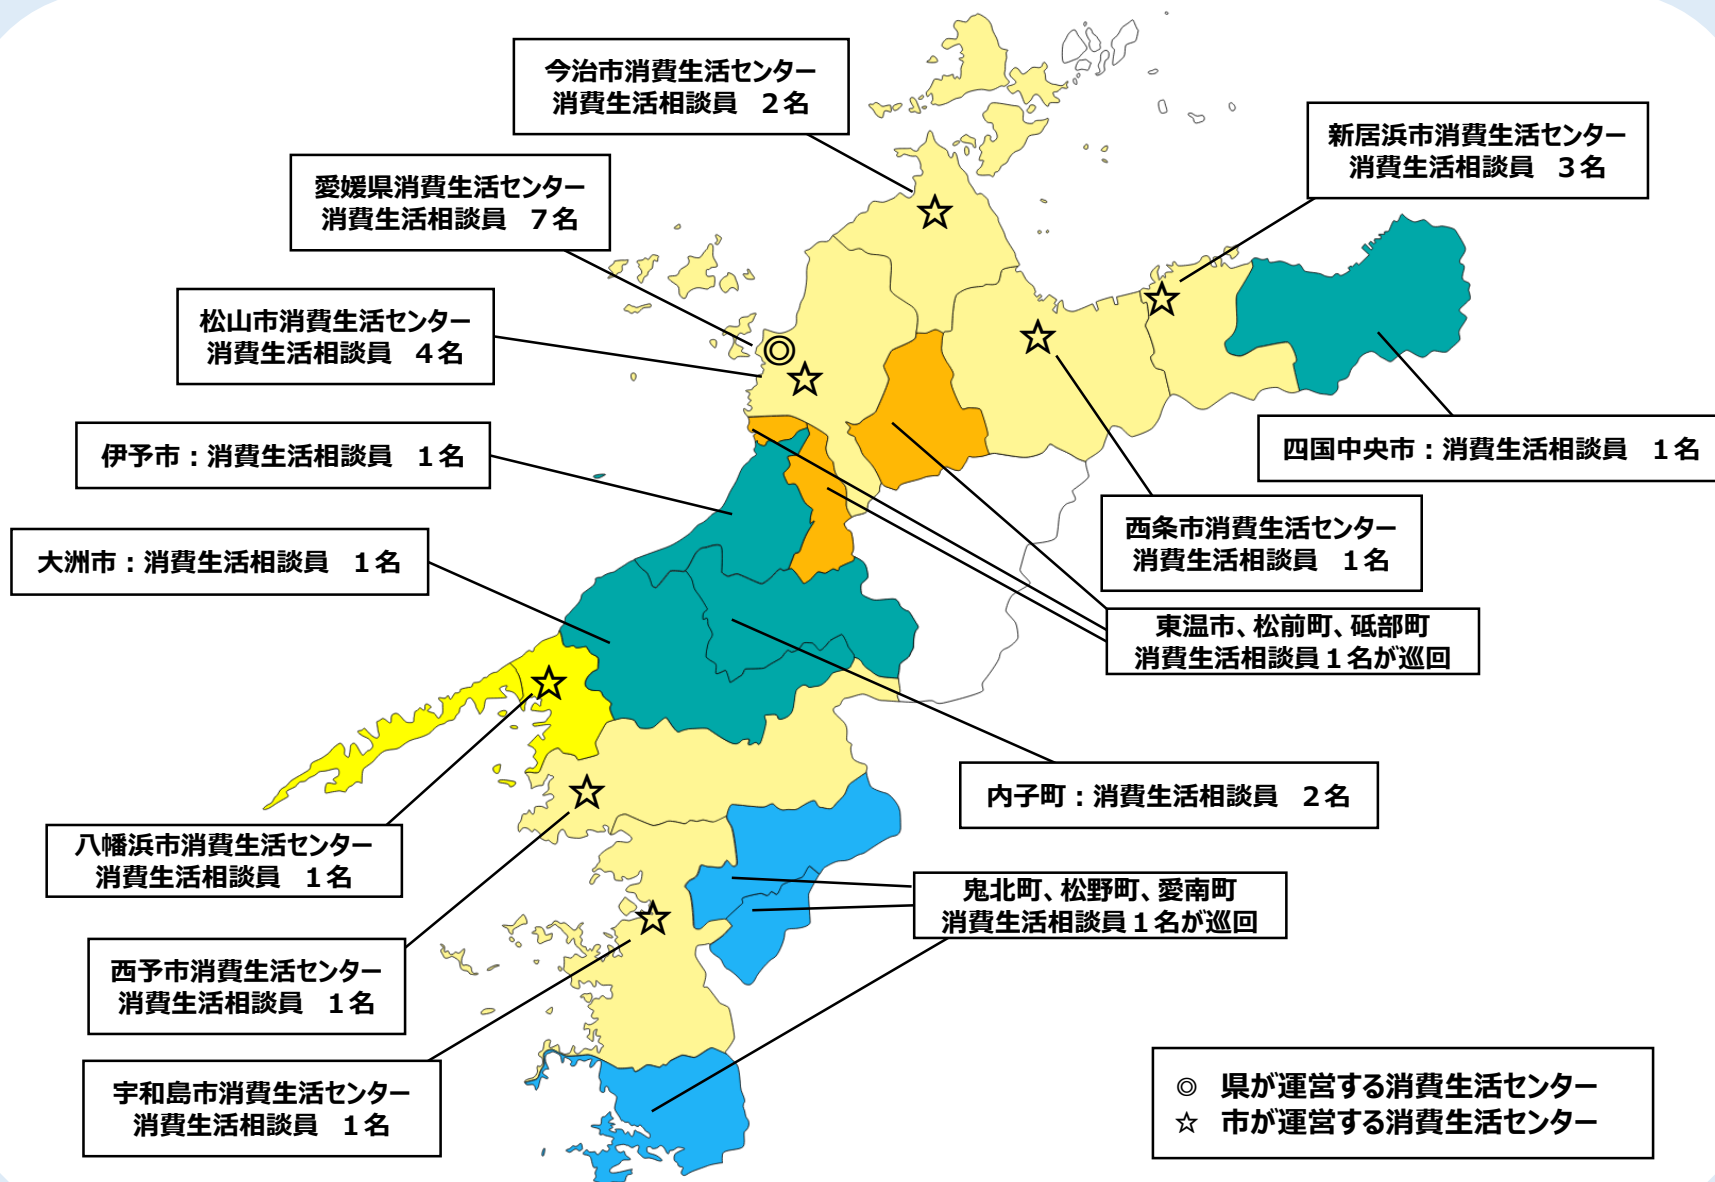 今治市消費生活センター
消費生活相談員　２名
新居浜市消費生活センター
消費生活相談員　３名
愛媛県消費生活センター
消費生活相談員　７名
松山市消費生活センター
消費生活相談員　４名
伊予市：消費生活相談員　１名
四国中央市：消費生活相談員　１名
西条市消費生活センター
消費生活相談員　１名
大洲市：消費生活相談員　１名
東温市、松前町、砥部町
消費生活相談員１名が巡回
内子町：消費生活相談員　２名
八幡浜市消費生活センター
消費生活相談員　１名
鬼北町、松野町、愛南町
消費生活相談員１名が巡回
西予市消費生活センター
消費生活相談員　１名
宇和島市消費生活センター
消費生活相談員　１名
◎　県が運営する消費生活センター
☆　市が運営する消費生活センター